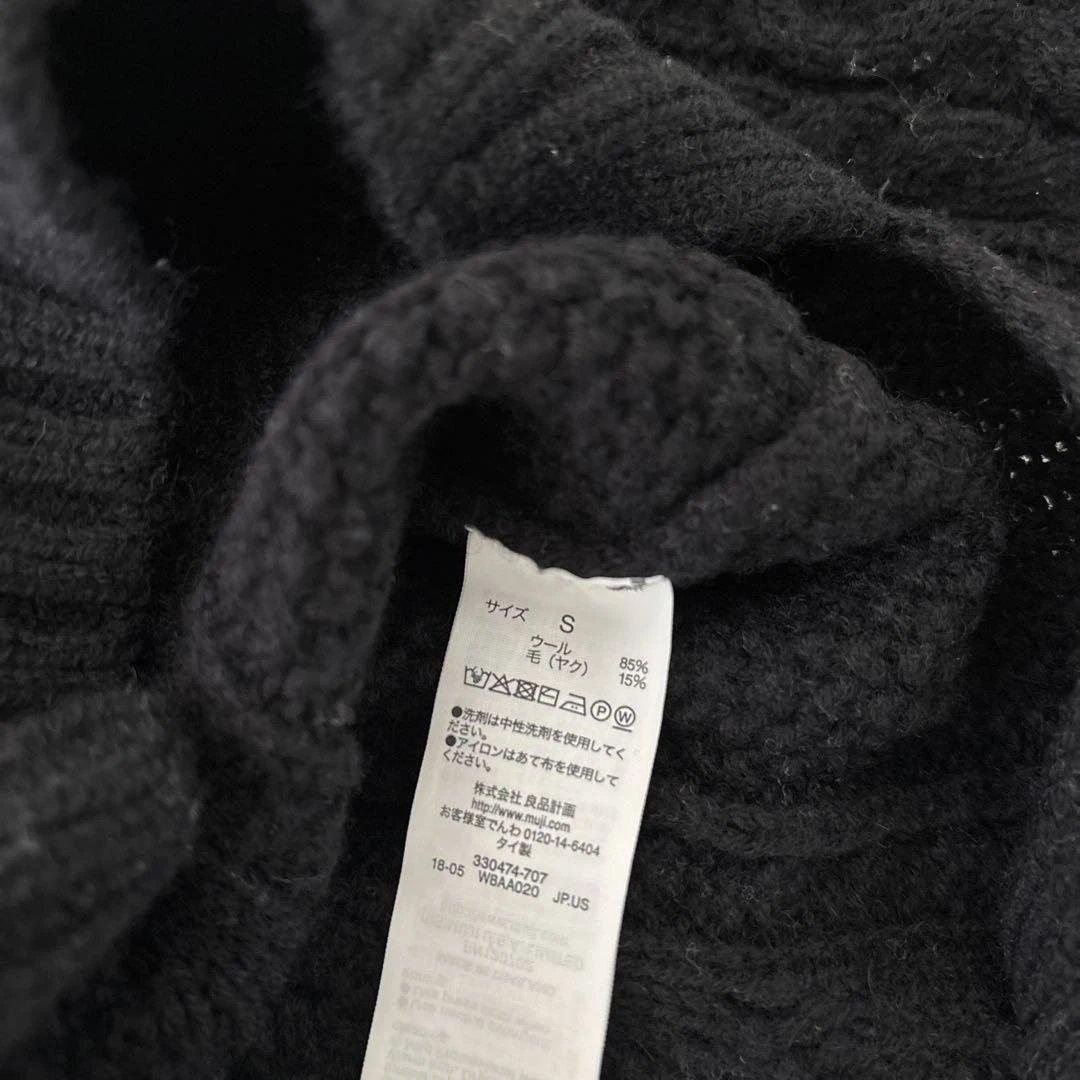 サイズ S
ウール 85%
毛（ヤク） 15%
P W
●洗剤は中性洗剤を使用してく
ださい。
●アイロンはあて布を使用して
ください。
株式会社 良品計画
http://www.muji.com
お客様室でんわ 0120-14-6404
タイ製
330474-707
18-05 W8AA020 JP.US